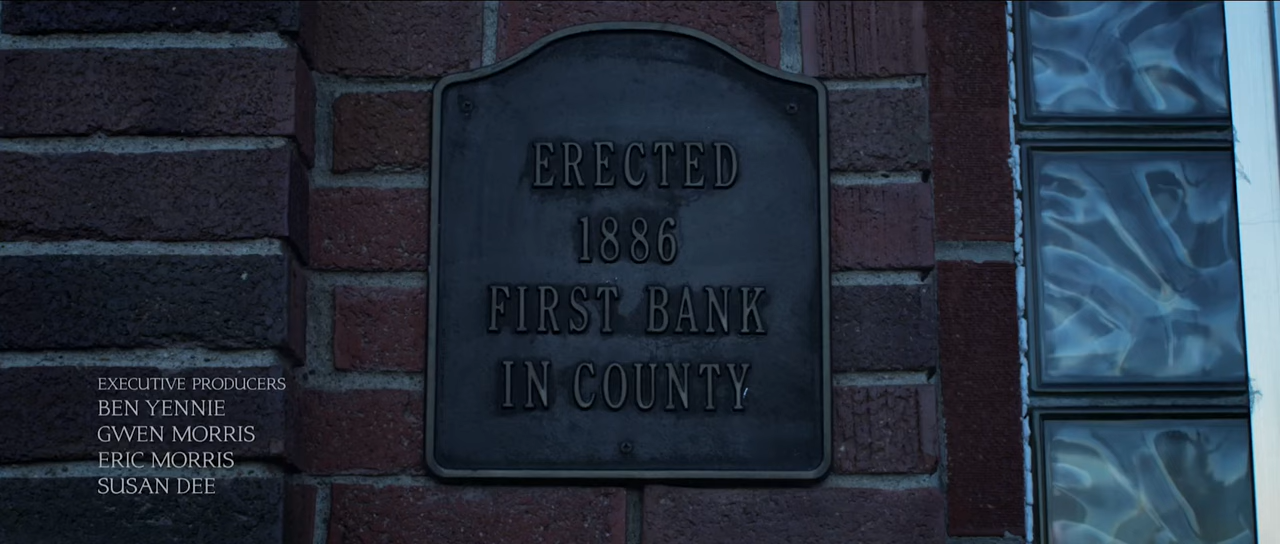 ERECTED
1886
FIRST BANK
IN COUNTY
EXECUTIVE PRODUCERS
BEN YENNIE
GWEN MORRIS
ERIC MORRIS
SUSAN DEE